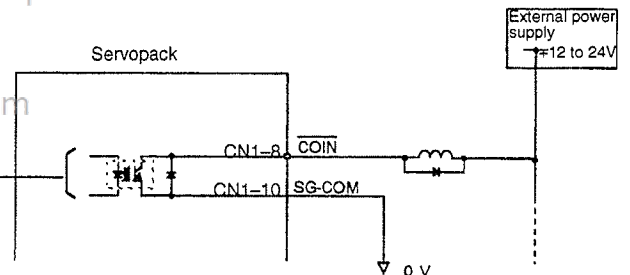 External power
supply
∓12 to 24V
Servopack
m
CN1–8
COIN
CN1–10
SG-COM
0 V